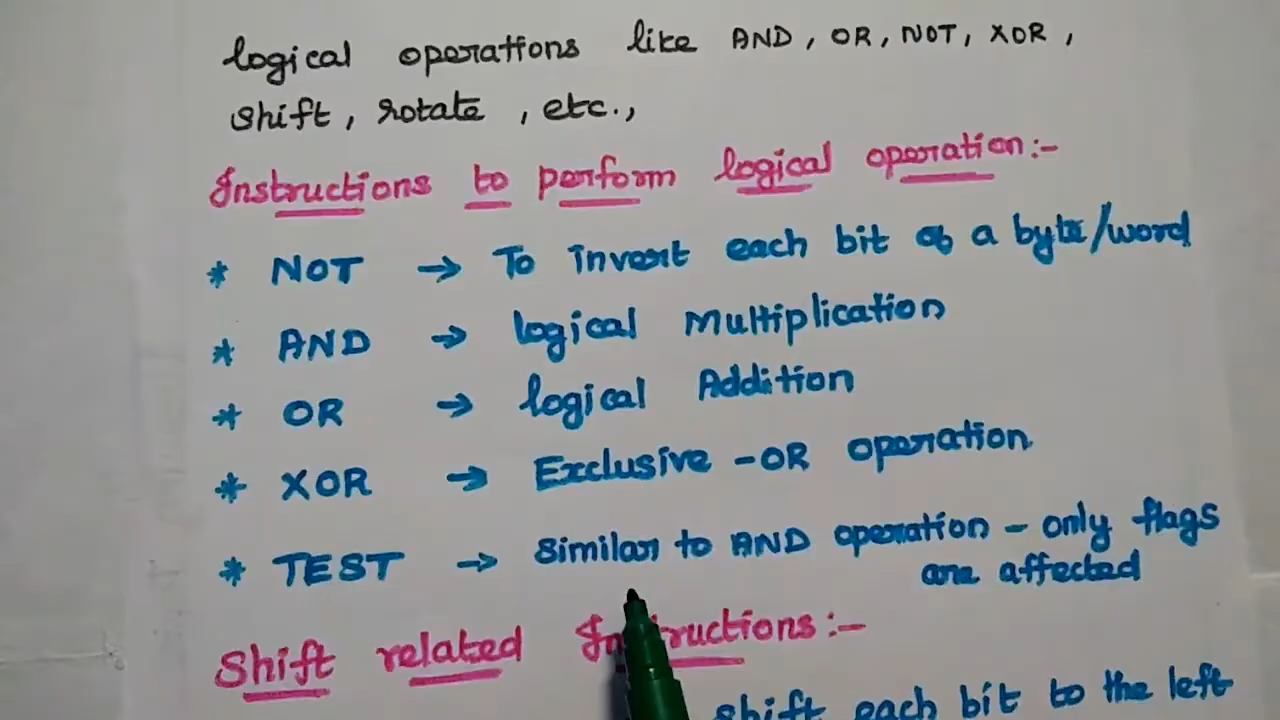 logical operations like AND, OR, NOT, XOR,
Shift, rotate, etc.,
Instructions to perform logical operation:-
* NOT → To invert each bit of a byte/word
* AND → logical Multiplication
* OR → logical Addition
* XOR → Exclusive -OR operation
* TEST → Similar to AND operation - only flags
are affected
Shift related Instructions:-
shift each bit to the left